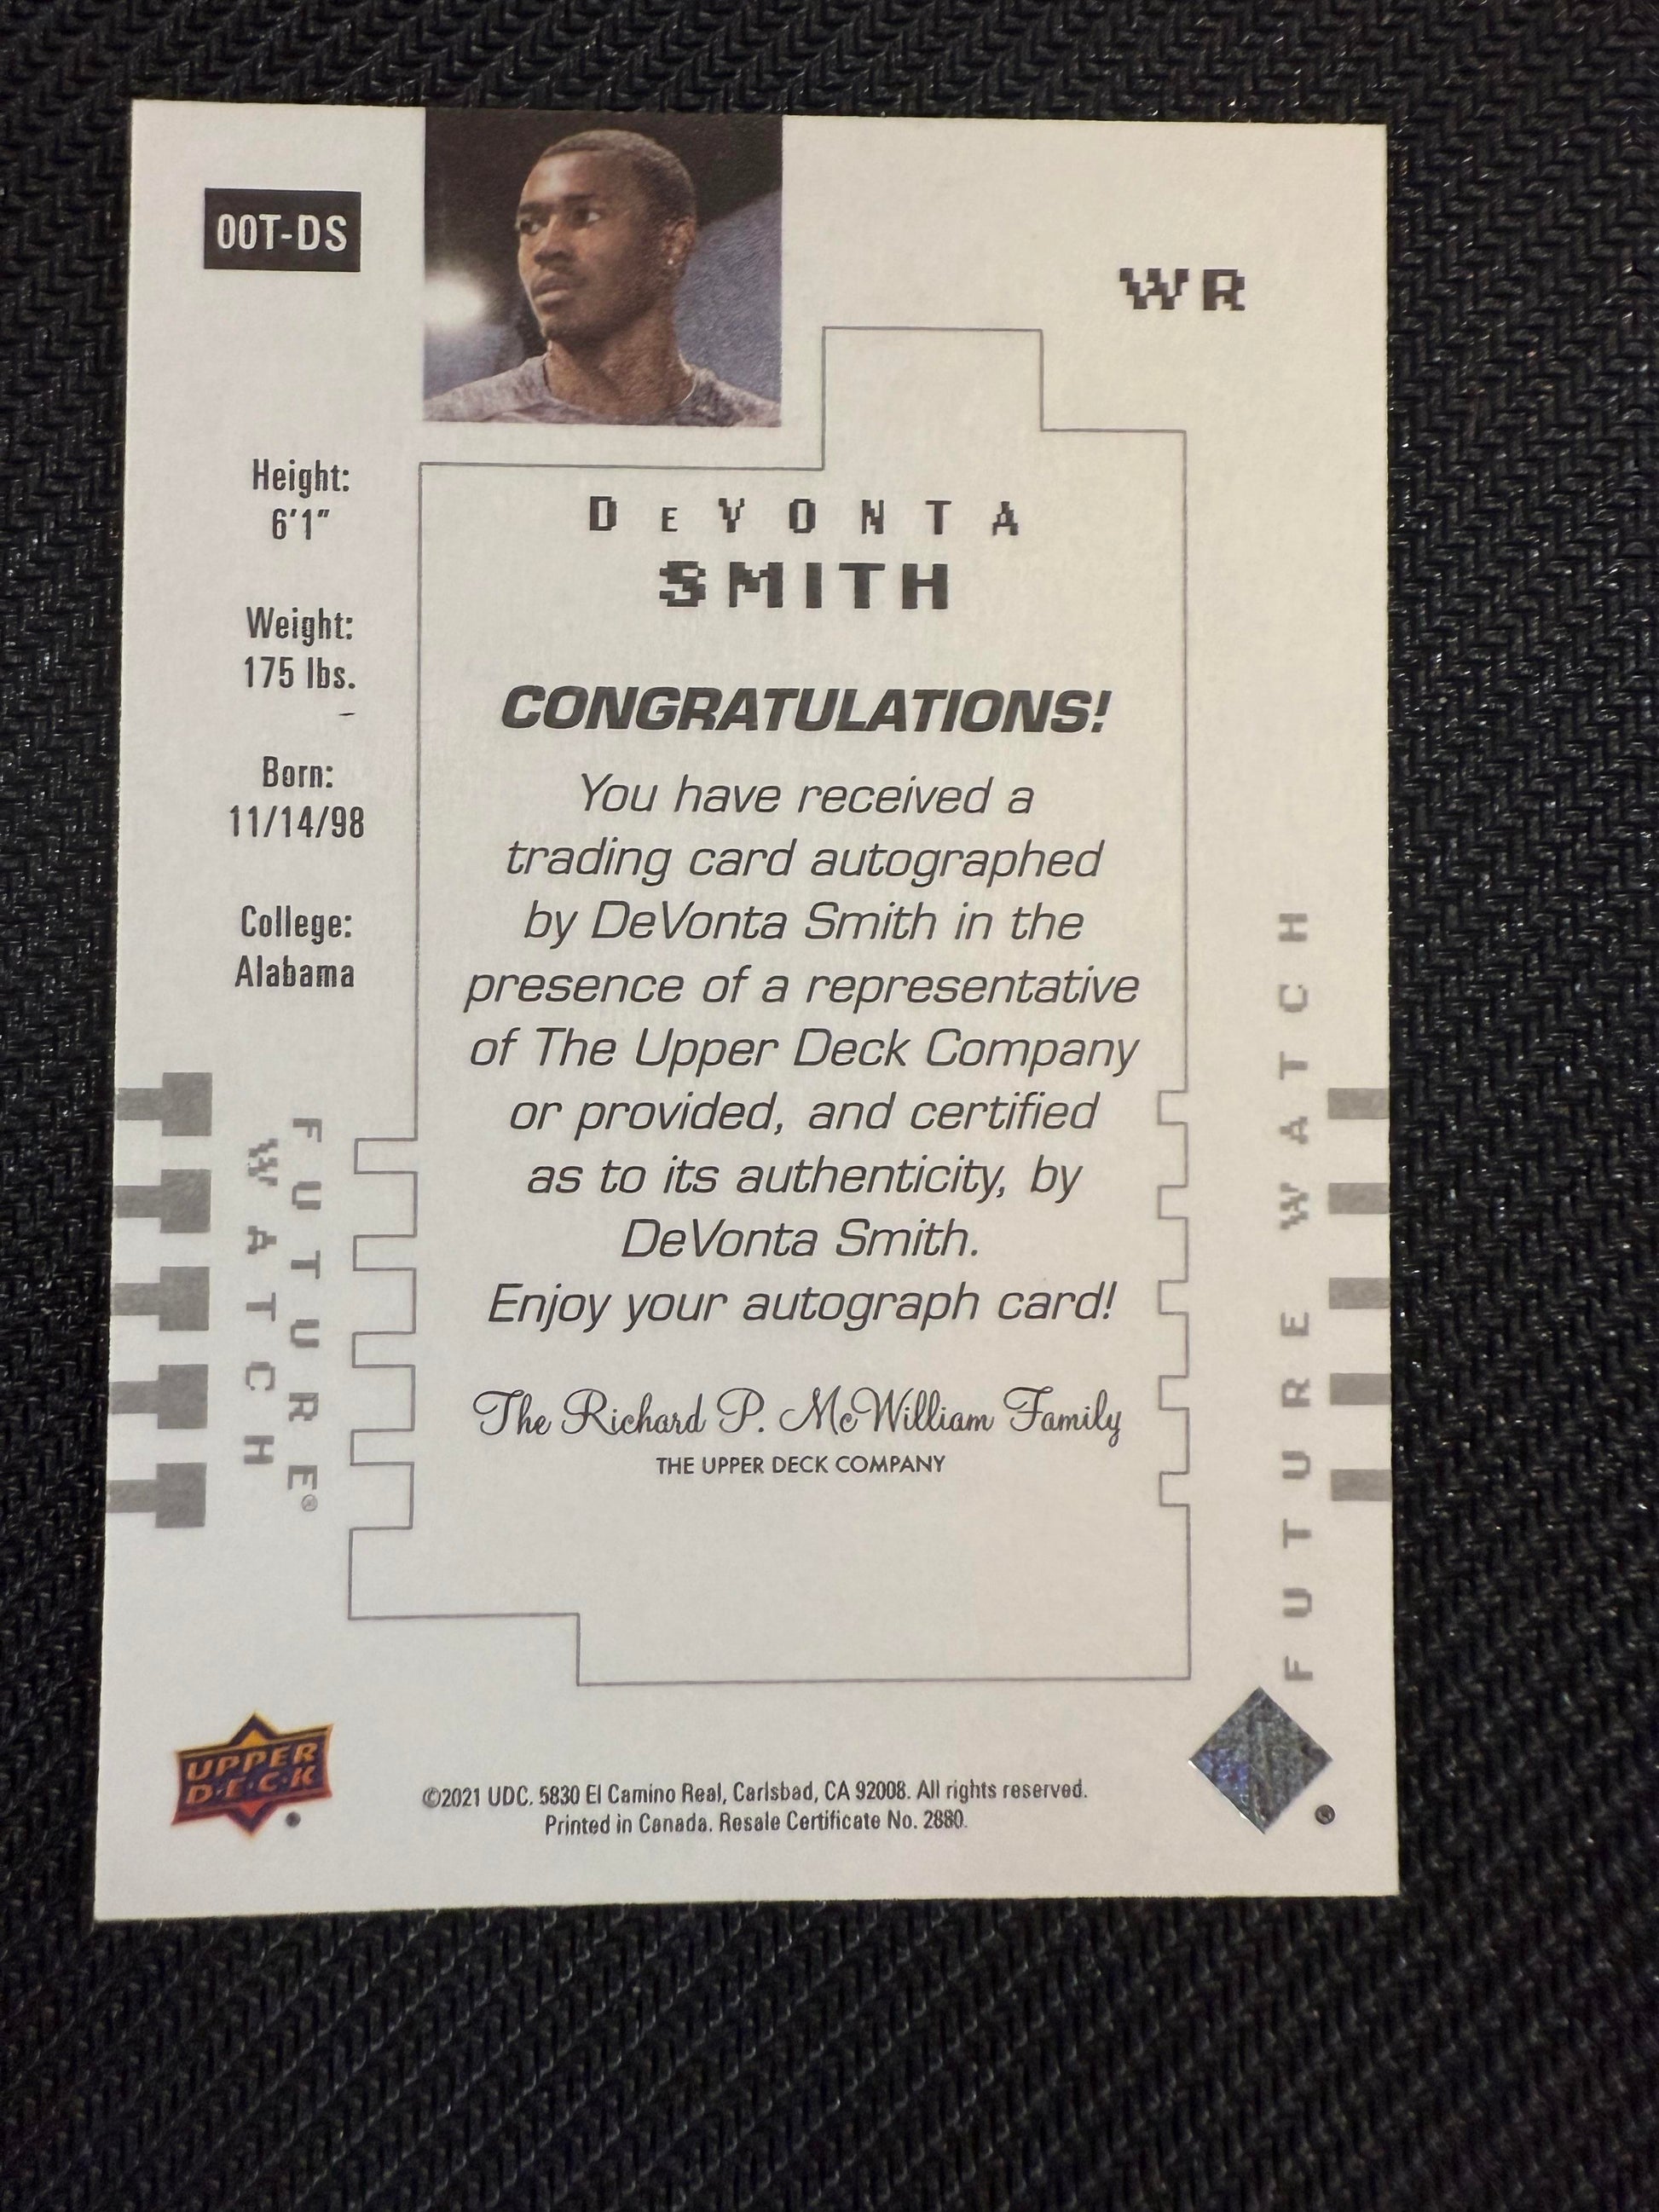 00T-DS
WR
Height:
6'1"
Weight:
175 lbs.
Born:
11/14/98
College:
Alabama
DeVONTA
SMITH
CONGRATULATIONS!
You have received a
trading card autographed
by DeVonta Smith in the
presence of a representative
of The Upper Deck Company
or provided, and certified
as to its authenticity, by
DeVonta Smith.
Enjoy your autograph card!
The Richard P. McWilliam Family
THE UPPER DECK COMPANY
FUTURE®
WATCH
FUTURE WATCH
UPPER
D·E·C·K
®
©2021 UDC. 5830 El Camino Real, Carlsbad, CA 92008. All rights reserved.
Printed in Canada. Resale Certificate No. 2880.
®